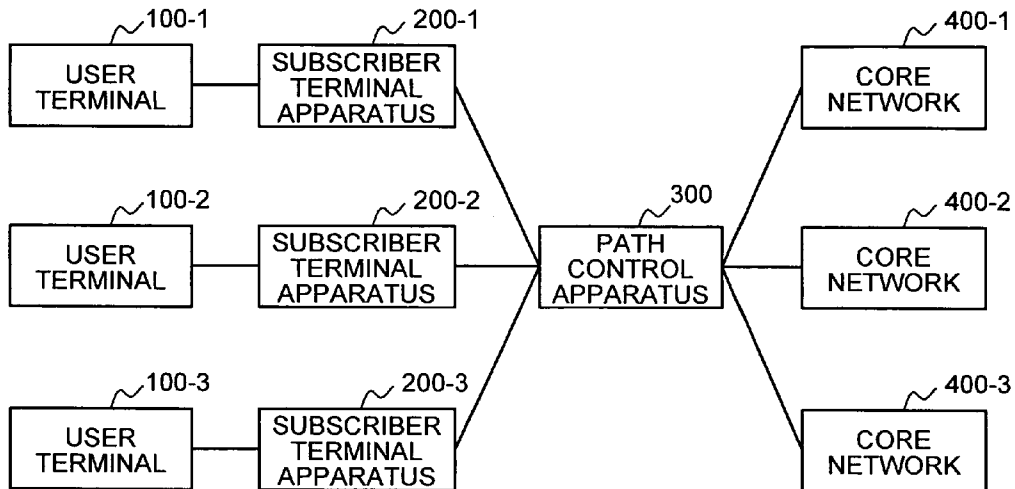 100-1
USER
TERMINAL
200-1
SUBSCRIBER
TERMINAL
APPARATUS
400-1
CORE
NETWORK
100-2
USER
TERMINAL
200-2
SUBSCRIBER
TERMINAL
APPARATUS
300
PATH
CONTROL
APPARATUS
400-2
CORE
NETWORK
100-3
USER
TERMINAL
200-3
SUBSCRIBER
TERMINAL
APPARATUS
400-3
CORE
NETWORK